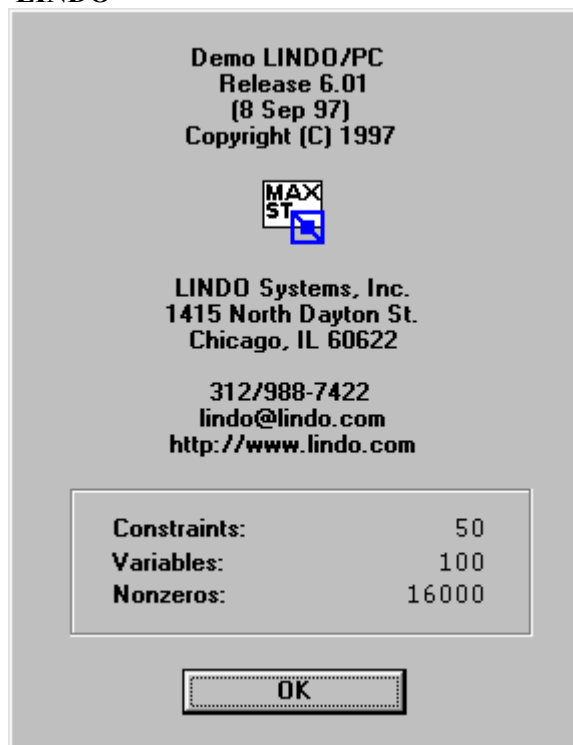 LINDO
Demo LINDO/PC
Release 6.01
(8 Sep 97)
Copyright (C) 1997
MAX
ST
LINDO Systems, Inc.
1415 North Dayton St.
Chicago, IL 60622
312/988-7422
lindo@lindo.com
http://www.lindo.com
Constraints: 50
Variables: 100
Nonzeros: 16000
OK